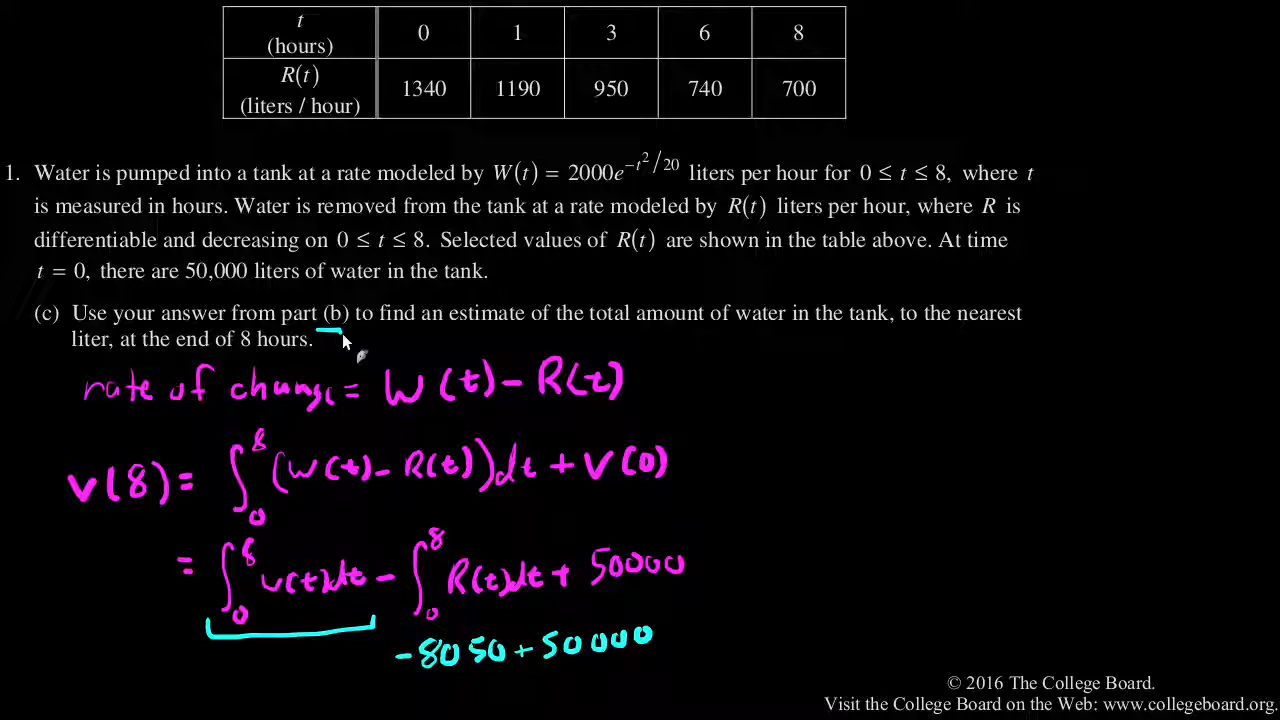 t (hours) 0 1 3 6 8
R(t) (liters / hour) 1340 1190 950 740 700
1. Water is pumped into a tank at a rate modeled by W(t) = 2000e^{-t^2/20} liters per hour for 0 ≤ t ≤ 8, where t
is measured in hours. Water is removed from the tank at a rate modeled by R(t) liters per hour, where R is
differentiable and decreasing on 0 ≤ t ≤ 8. Selected values of R(t) are shown in the table above. At time
t = 0, there are 50,000 liters of water in the tank.
(c) Use your answer from part (b) to find an estimate of the total amount of water in the tank, to the nearest
liter, at the end of 8 hours.
rate of change = W(t) - R(t)
V(8) = ∫_0^8 (W(t) - R(t)) dt + V(0)
= ∫_0^8 W(t) dt - ∫_0^8 R(t) dt + 50000
- 8050 + 50000
© 2016 The College Board.
Visit the College Board on the Web: www.collegeboard.org.